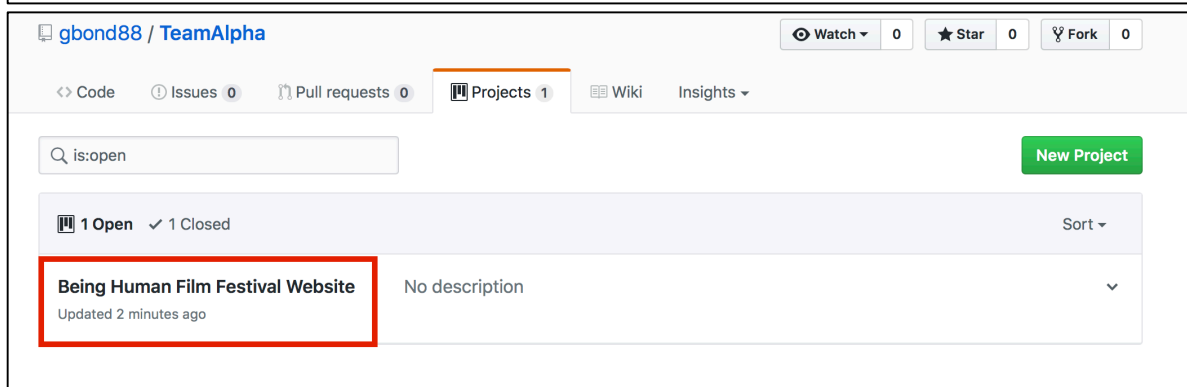 gbond88 / TeamAlpha Watch 0 Star 0 Fork 0
Code Issues 0 Pull requests 0 Projects 1 Wiki Insights
is:open New Project
1 Open 1 Closed Sort
Being Human Film Festival Website No description
Updated 2 minutes ago